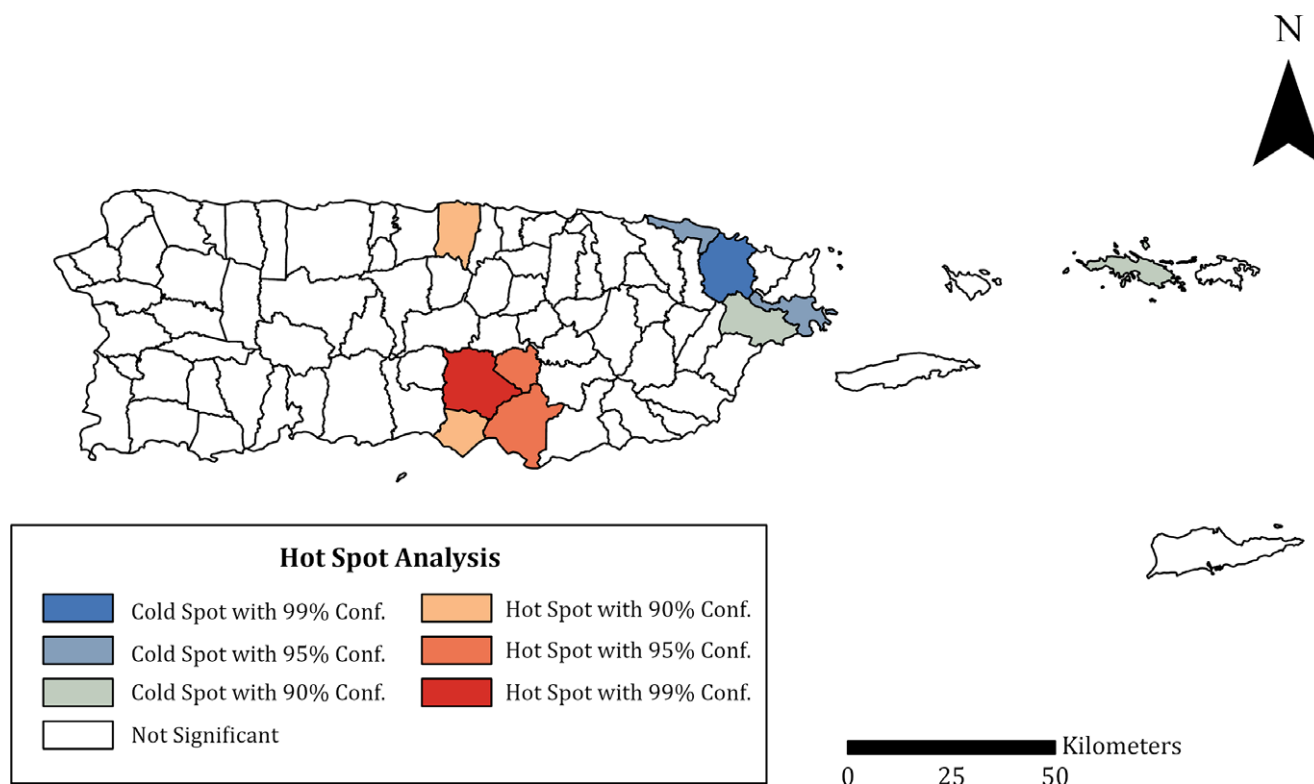 N
Hot Spot Analysis
Cold Spot with 99% Conf.
Hot Spot with 90% Conf.
Cold Spot with 95% Conf.
Hot Spot with 95% Conf.
Cold Spot with 90% Conf.
Hot Spot with 99% Conf.
Not Significant
Kilometers
0 25 50